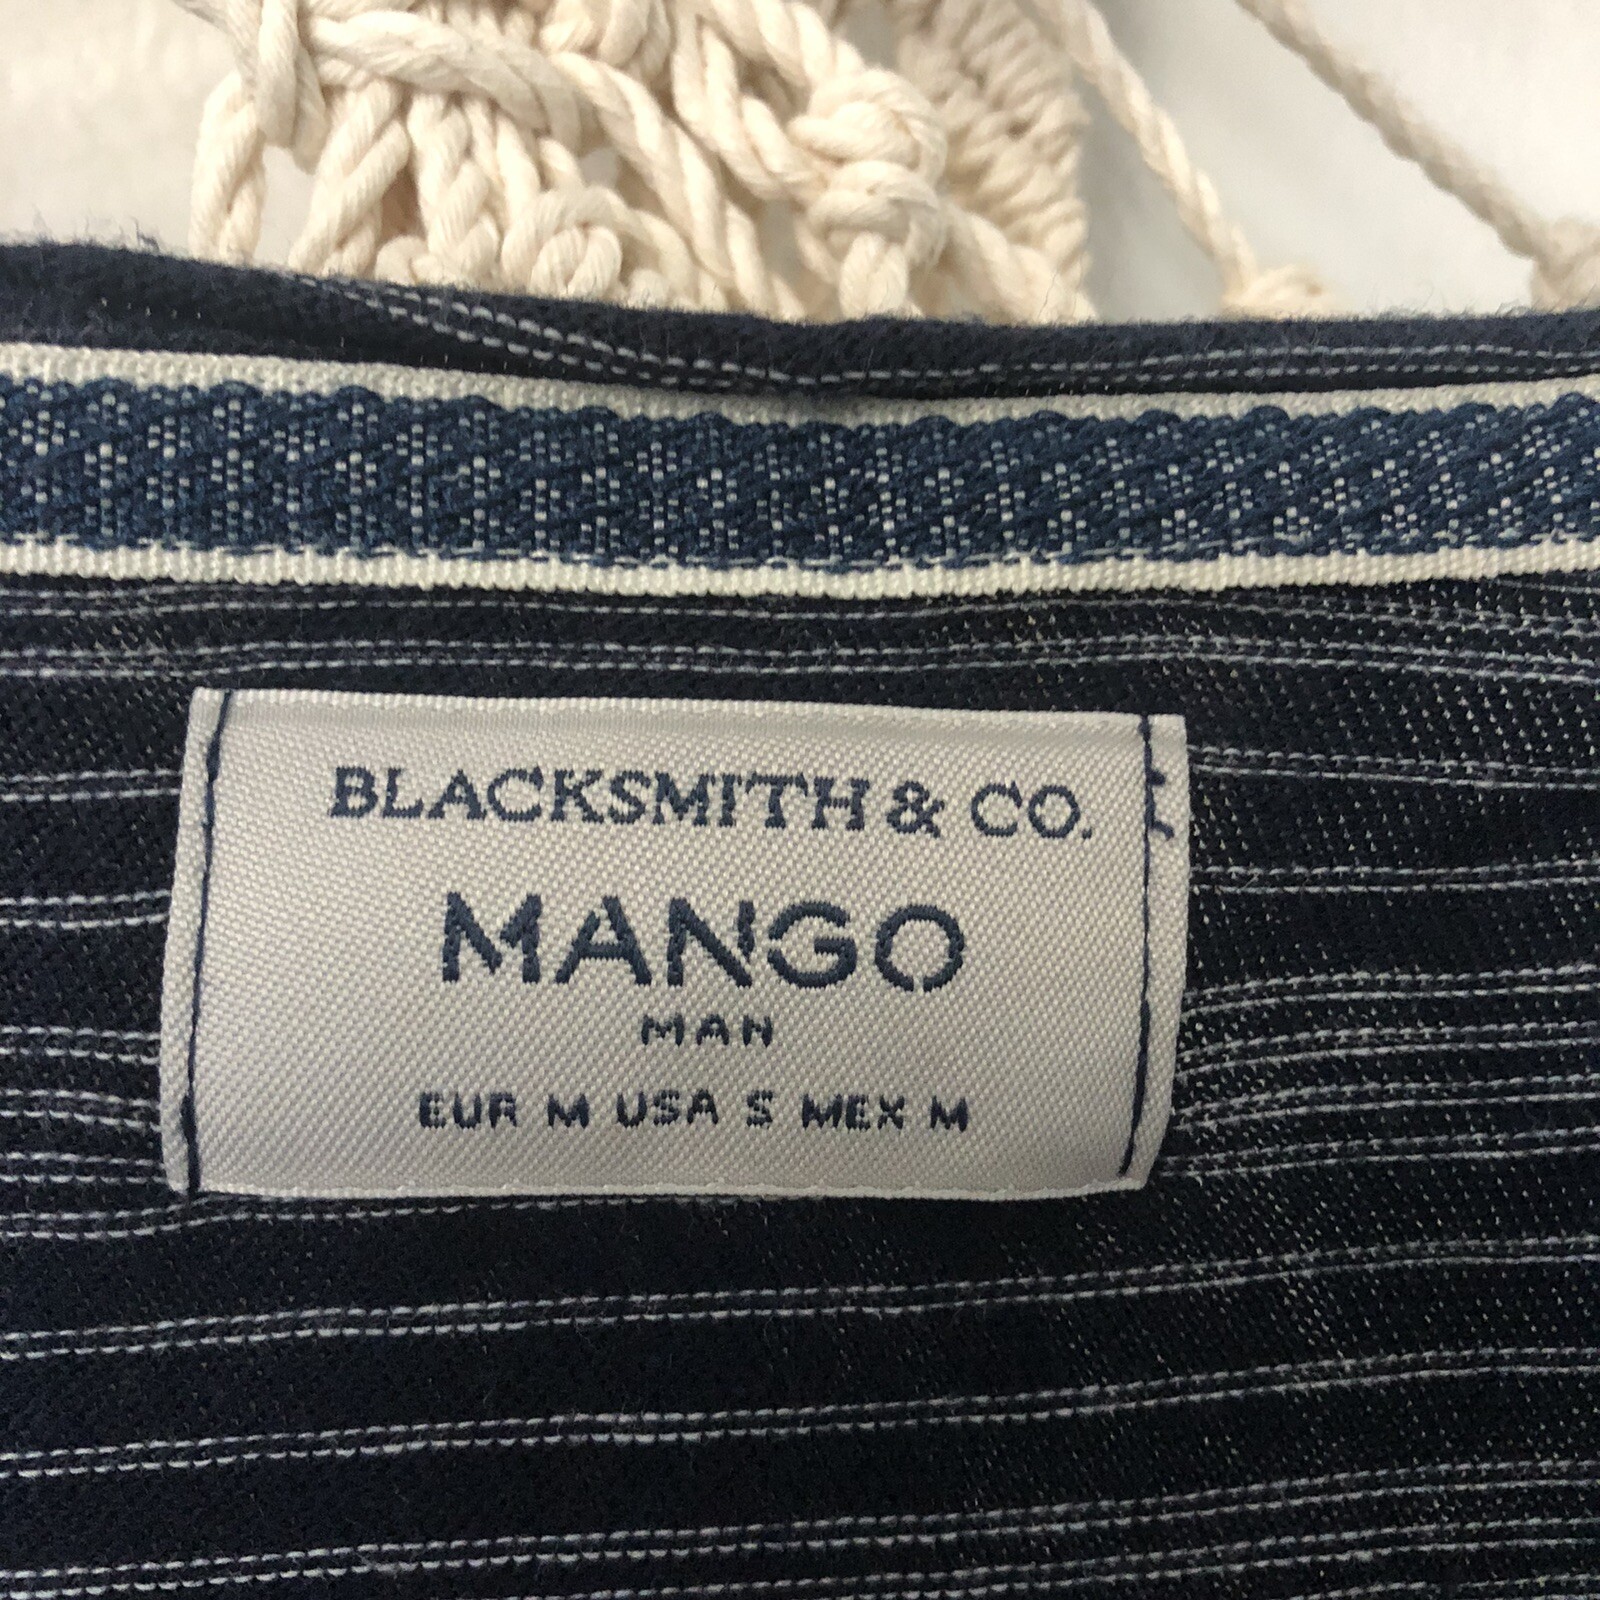 BLACKSMITH & CO.
MANGO
MAN
EUR M USA S MEX M